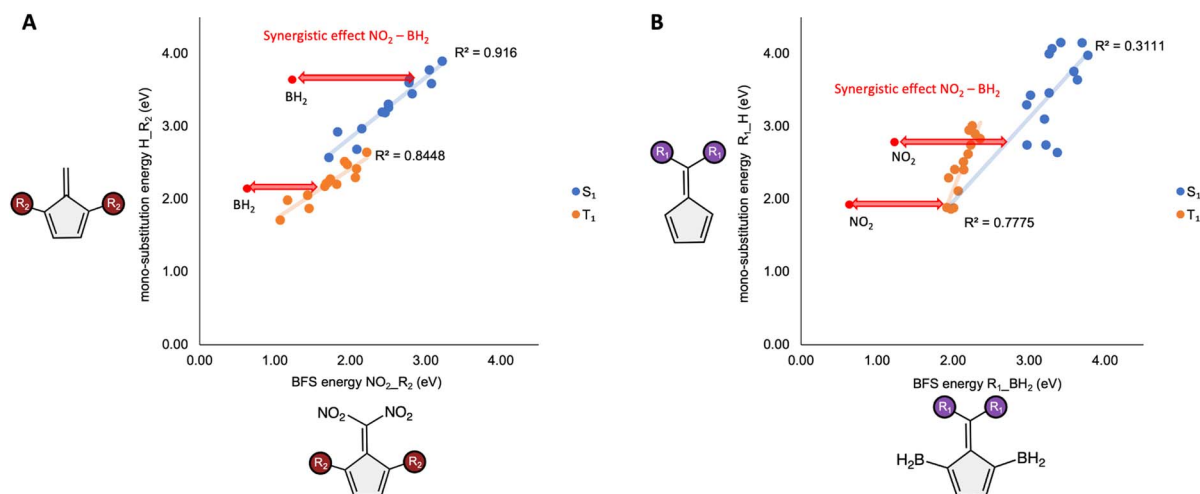 A
Synergistic effect NO₂ – BH₂
R² = 0.916
BH₂
R² = 0.8448
BH₂
4.00
3.00
2.00
1.00
0.00
mono-substitution energy H_R₂ (eV)
0.00 1.00 2.00 3.00 4.00
BFS energy NO₂_R₂ (eV)
S₁
T₁
R₂ R₂
NO₂ NO₂
R₂ R₂
B
Synergistic effect NO₂ – BH₂
R² = 0.3111
NO₂
NO₂
R² = 0.7775
4.00
3.00
2.00
1.00
0.00
mono-substitution energy R₁_H (eV)
0.00 1.00 2.00 3.00 4.00
BFS energy R₁_BH₂ (eV)
S₁
T₁
R₁ R₁
R₁ R₁
H₂B BH₂